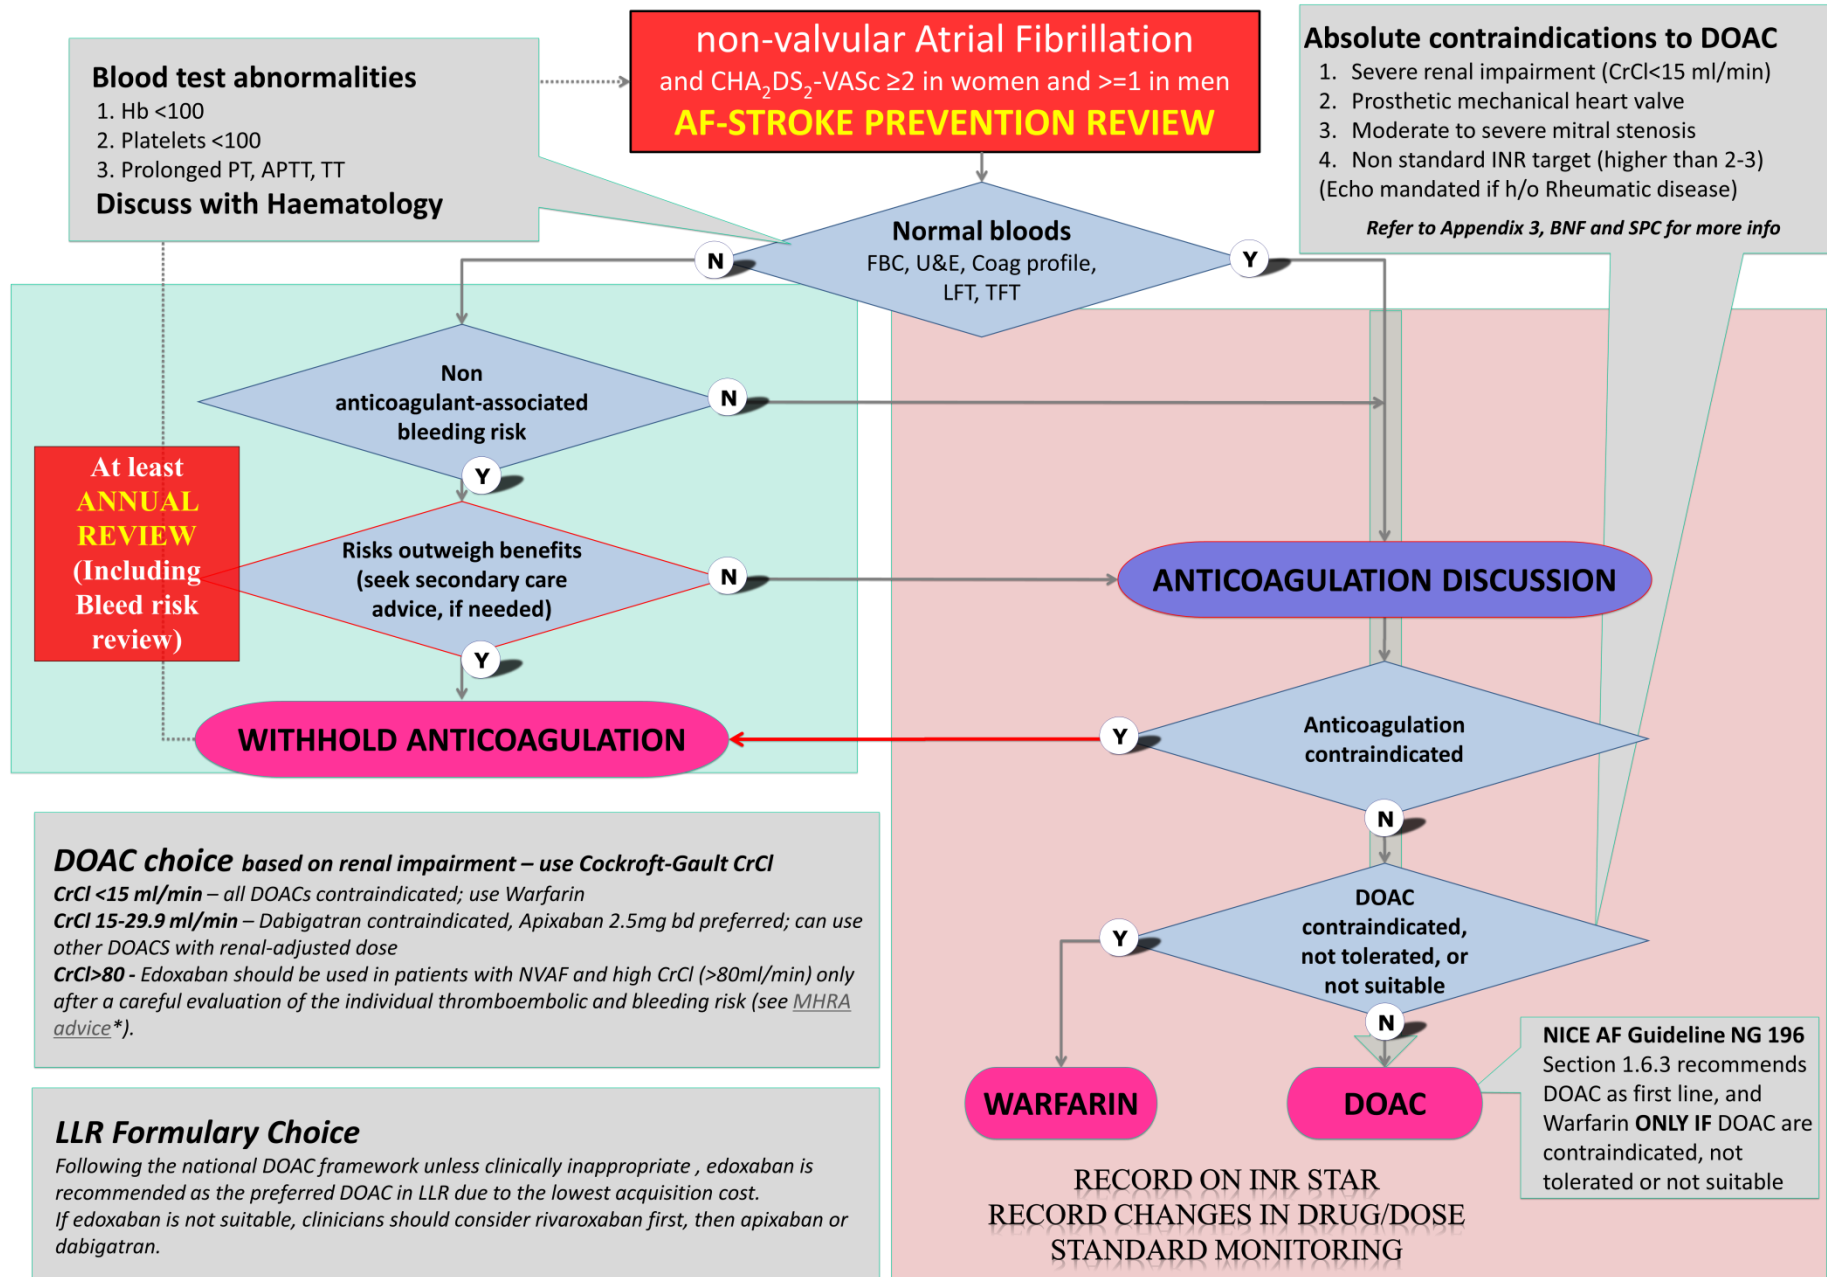 non-valvular Atrial Fibrillation
and CHA₂DS₂-VASc ≥2 in women and >=1 in men
AF-STROKE PREVENTION REVIEW
Blood test abnormalities
1. Hb <100
2. Platelets <100
3. Prolonged PT, APTT, TT
Discuss with Haematology
Absolute contraindications to DOAC
1. Severe renal impairment (CrCl<15 ml/min)
2. Prosthetic mechanical heart valve
3. Moderate to severe mitral stenosis
4. Non standard INR target (higher than 2-3)
(Echo mandated if h/o Rheumatic disease)
Refer to Appendix 3, BNF and SPC for more info
Normal bloods
FBC, U&E, Coag profile,
LFT, TFT
N
Y
Non
anticoagulant-associated
bleeding risk
N
Y
At least
ANNUAL
REVIEW
(Including
Bleed risk
review)
Risks outweigh benefits
(seek secondary care
advice, if needed)
N
Y
ANTICOAGULATION DISCUSSION
WITHHOLD ANTICOAGULATION
Anticoagulation
contraindicated
Y
N
DOAC
contraindicated,
not tolerated, or
not suitable
Y
N
WARFARIN
DOAC
NICE AF Guideline NG 196
Section 1.6.3 recommends
DOAC as first line, and
Warfarin ONLY IF DOAC are
contraindicated, not
tolerated or not suitable
RECORD ON INR STAR
RECORD CHANGES IN DRUG/DOSE
STANDARD MONITORING
DOAC choice based on renal impairment – use Cockroft-Gault CrCl
CrCl <15 ml/min – all DOACs contraindicated; use Warfarin
CrCl 15-29.9 ml/min – Dabigatran contraindicated, Apixaban 2.5mg bd preferred; can use
other DOACS with renal-adjusted dose
CrCl>80 - Edoxaban should be used in patients with NVAF and high CrCl (>80ml/min) only
after a careful evaluation of the individual thromboembolic and bleeding risk (see MHRA
advice*).
LLR Formulary Choice
Following the national DOAC framework unless clinically inappropriate , edoxaban is
recommended as the preferred DOAC in LLR due to the lowest acquisition cost.
If edoxaban is not suitable, clinicians should consider rivaroxaban first, then apixaban or
dabigatran.